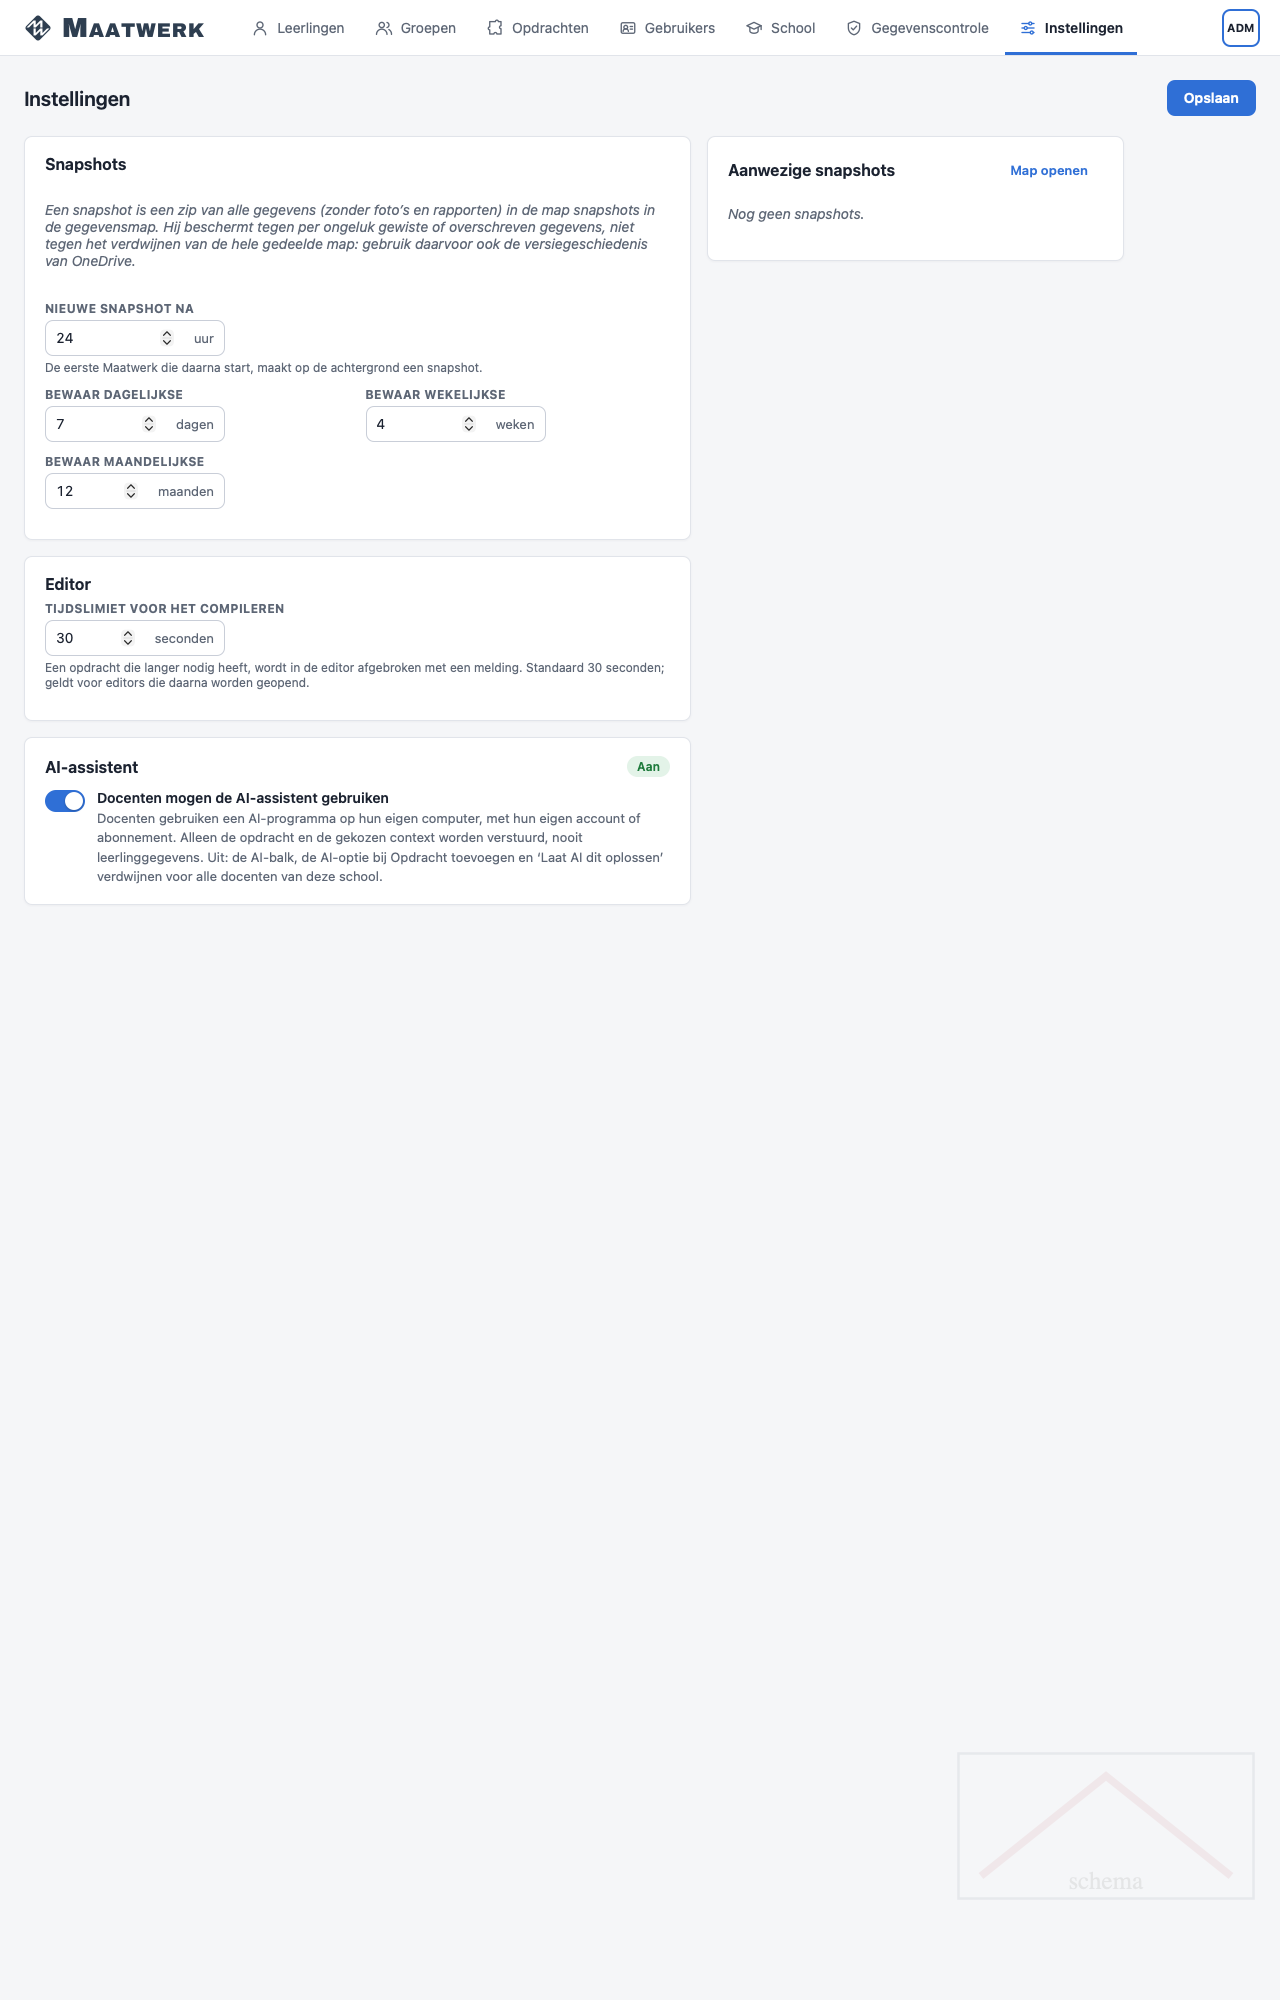 MAATWERK
Leerlingen
Groepen
Opdrachten
Gebruikers
School
Gegevenscontrole
Instellingen
ADM
Instellingen
Opslaan
Snapshots
Een snapshot is een zip van alle gegevens (zonder foto’s en rapporten) in de map snapshots in
de gegevensmap. Hij beschermt tegen per ongeluk gewiste of overschreven gegevens, niet
tegen het verdwijnen van de hele gedeelde map: gebruik daarvoor ook de versiegeschiedenis
van OneDrive.
NIEUWE SNAPSHOT NA
24 uur
De eerste Maatwerk die daarna start, maakt op de achtergrond een snapshot.
BEWAAR DAGELIJKSE
7 dagen
BEWAAR WEKELIJKSE
4 weken
BEWAAR MAANDELIJKSE
12 maanden
Aanwezige snapshots
Map openen
Nog geen snapshots.
Editor
TIJDSLIMIET VOOR HET COMPILEREN
30 seconden
Een opdracht die langer nodig heeft, wordt in de editor afgebroken met een melding. Standaard 30 seconden;
geldt voor editors die daarna worden geopend.
AI-assistent
Aan
Docenten mogen de AI-assistent gebruiken
Docenten gebruiken een AI-programma op hun eigen computer, met hun eigen account of
abonnement. Alleen de opdracht en de gekozen context worden verstuurd, nooit
leerlinggegevens. Uit: de AI-balk, de AI-optie bij Opdracht toevoegen en ‘Laat AI dit oplossen’
verdwijnen voor alle docenten van deze school.
schema